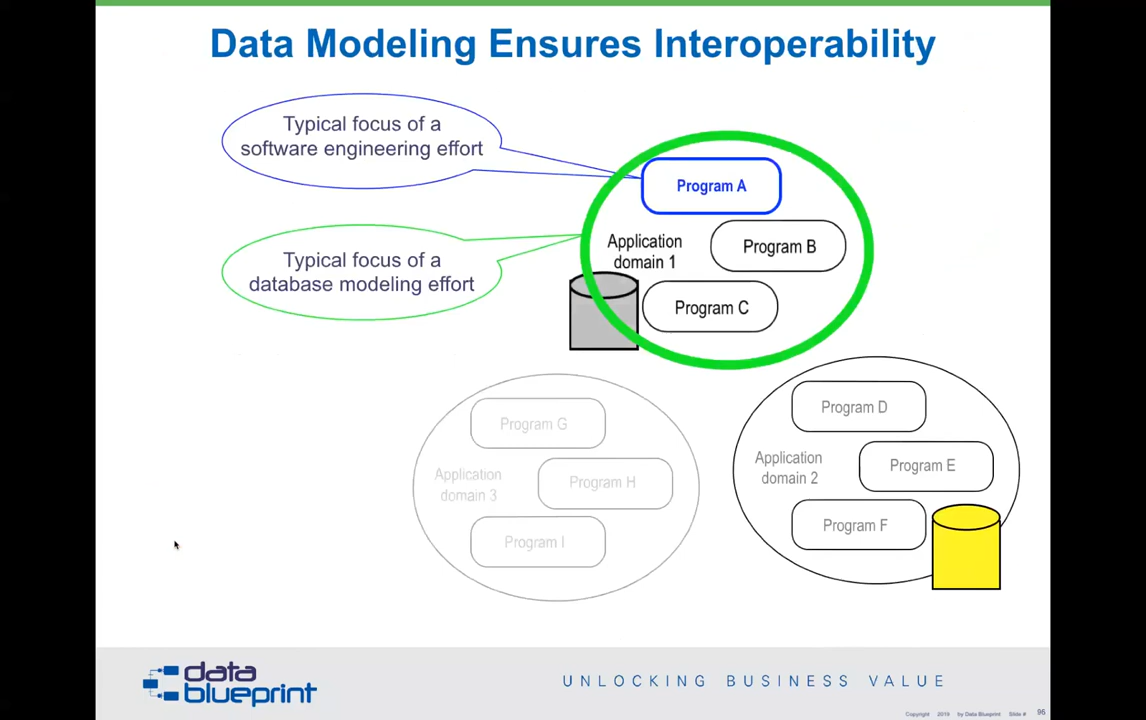 Data Modeling Ensures Interoperability
Typical focus of a
software engineering effort
Program A
Application
domain 1
Program B
Typical focus of a
database modeling effort
Program C
Program G
Application
domain 3
Program H
Program I
Program D
Application
domain 2
Program E
Program F
data
blueprint
UNLOCKING BUSINESS VALUE
Copyright 2019 by Data Blueprint Slide # 96